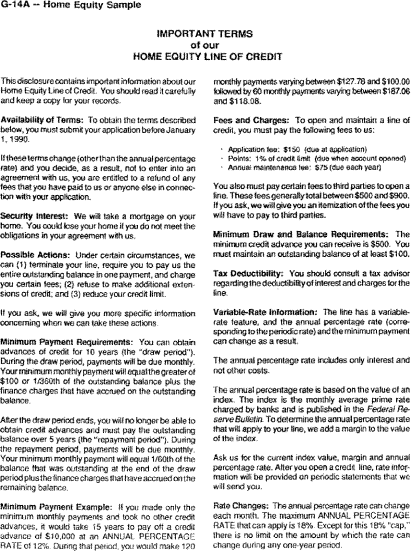 G-14A -- Home Equity Sample
IMPORTANT TERMS
of our
HOME EQUITY LINE OF CREDIT
This disclosure contains important information about our
Home Equity Line of Credit. You should read it carefully
and keep a copy for your records.
Availability of Terms: To obtain the terms described
below, you must submit your application before January
1, 1990.
If these terms change (other than the annual percentage
rate) and you decide, as a result, not to enter into an
agreement with us, you are entitled to a refund of any
fees that you have paid to us or anyone else in connec-
tion with your application.
Security Interest: We will take a mortgage on your
home. You could lose your home if you do not meet the
obligations in your agreement with us.
Possible Actions: Under certain circumstances, we
can (1) terminate your line, require you to pay us the
entire outstanding balance in one payment, and charge
you certain fees; (2) refuse to make additional exten-
sions of credit; and (3) reduce your credit limit.
If you ask, we will give you more specific information
concerning when we can take these actions.
Minimum Payment Requirements: You can obtain
advances of credit for 10 years (the "draw period").
During the draw period, payments will be due monthly.
Your minimum monthly payment will equal the greater of
$100 or 1/360th of the outstanding balance plus the
finance charges that have accrued on the outstanding
balance.
After the draw period ends, you will no longer be able to
obtain credit advances and must pay the outstanding
balance over 5 years (the "repayment period"). During
the repayment period, payments will be due monthly.
Your minimum monthly payment will equal 1/60th of the
balance that was outstanding at the end of the draw
period plus the finance charges that have accrued on the
remaining balance.
Minimum Payment Example: If you made only the
minimum monthly payments and took no other credit
advances, it would take 15 years to pay off a credit
advance of $10,000 at an ANNUAL PERCENTAGE
RATE of 12%. During that period, you would make 120
monthly payments varying between $127.78 and $100.00
followed by 60 monthly payments varying between $187.06
and $118.08.
Fees and Charges: To open and maintain a line of
credit, you must pay the following fees to us:
· Application fee: $150 (due at application)
· Points: 1% of credit limit (due when account opened)
· Annual maintenance fee: $75 (due each year)
You also must pay certain fees to third parties to open a
line. These fees generally total between $500 and $900.
If you ask, we will give you an itemization of the fees you
will have to pay to third parties.
Minimum Draw and Balance Requirements: The
minimum credit advance you can receive is $500. You
must maintain an outstanding balance of at least $100.
Tax Deductibility: You should consult a tax advisor
regarding the deductibility of interest and charges for the
line.
Variable-Rate Information: The line has a variable-
rate feature, and the annual percentage rate (corre-
sponding to the periodic rate) and the minimum payment
can change as a result.
The annual percentage rate includes only interest and
not other costs.
The annual percentage rate is based on the value of an
index. The index is the monthly average prime rate
charged by banks and is published in the Federal Re-
serve Bulletin. To determine the annual percentage rate
that will apply to your line, we add a margin to the value
of the index.
Ask us for the current index value, margin and annual
percentage rate. After you open a credit line, rate infor-
mation will be provided on periodic statements that we
will send you.
Rate Changes: The annual percentage rate can change
each month. The maximum ANNUAL PERCENTAGE
RATE that can apply is 18%. Except for this 18% "cap,"
there is no limit on the amount by which the rate can
change during any one-year period.